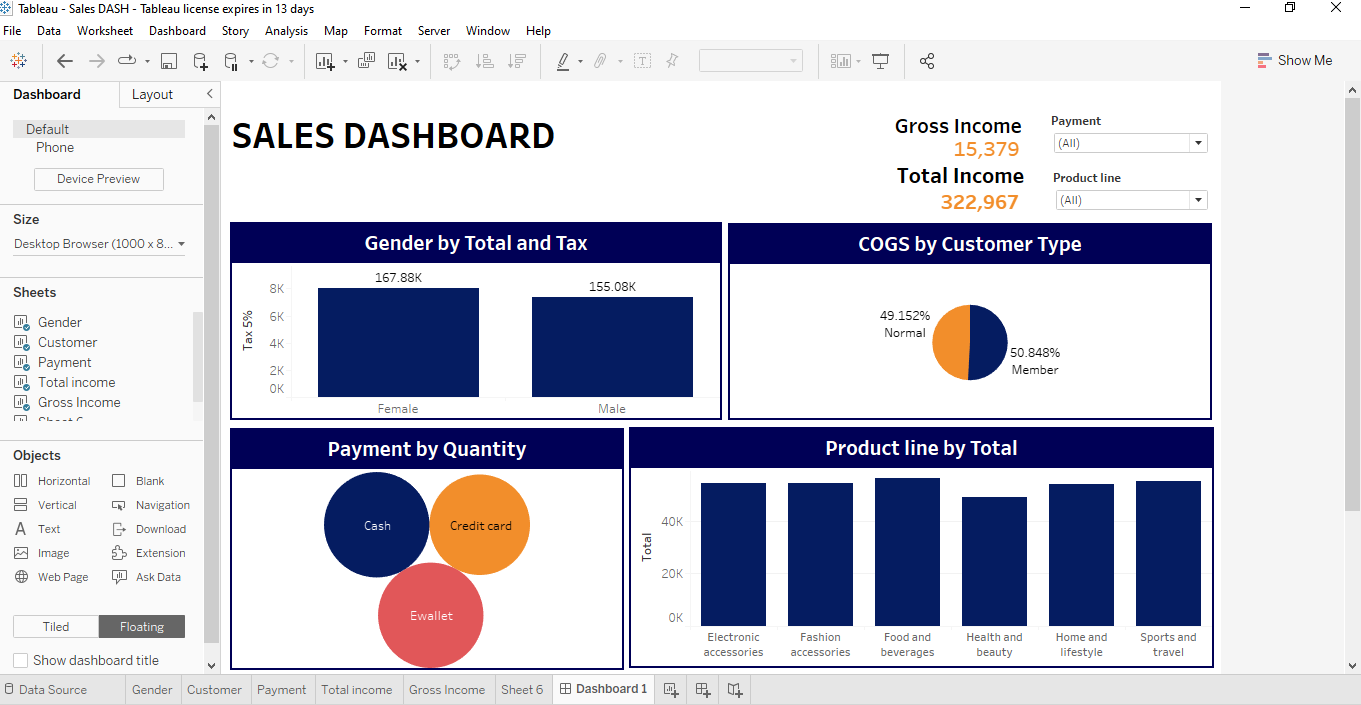 Tableau - Sales DASH - Tableau license expires in 13 days
File Data Worksheet Dashboard Story Analysis Map Format Server Window Help
Show Me
Dashboard Layout
Default
Phone
Device Preview
Size
Desktop Browser (1000 x 8...
Sheets
Gender
Customer
Payment
Total income
Gross Income
Objects
Horizontal Blank
Vertical Navigation
Text Download
Image Extension
Web Page Ask Data
Tiled Floating
Show dashboard title
SALES DASHBOARD
Gross Income
15,379
Total Income
322,967
Payment
(All)
Product line
(All)
Gender by Total and Tax
167.88K
155.08K
8K
6K
4K
2K
0K
Tax 5%
Female Male
COGS by Customer Type
49.152%
Normal
50.848%
Member
Payment by Quantity
Cash
Credit card
Ewallet
Product line by Total
40K
20K
0K
Total
Electronic accessories
Fashion accessories
Food and beverages
Health and beauty
Home and lifestyle
Sports and travel
Data Source Gender Customer Payment Total income Gross Income Sheet 6 Dashboard 1